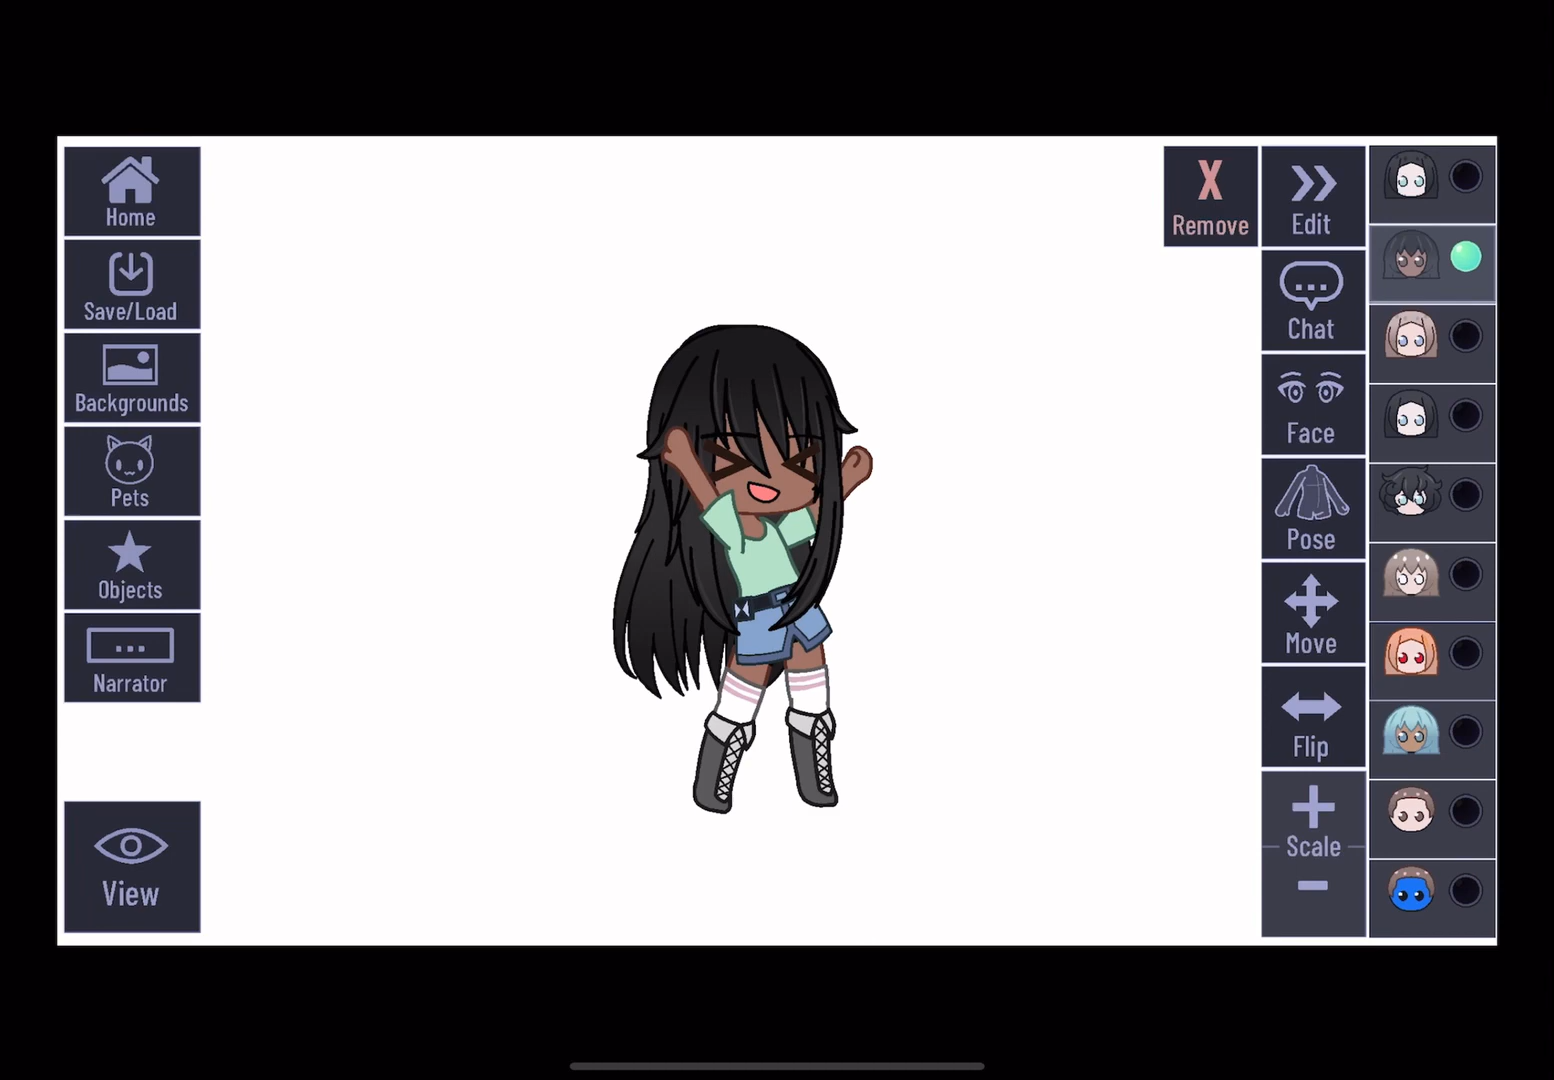 Home
Save/Load
Backgrounds
Pets
Objects
...
Narrator
View
X
Remove
Edit
...
Chat
Face
Pose
Move
Flip
Scale